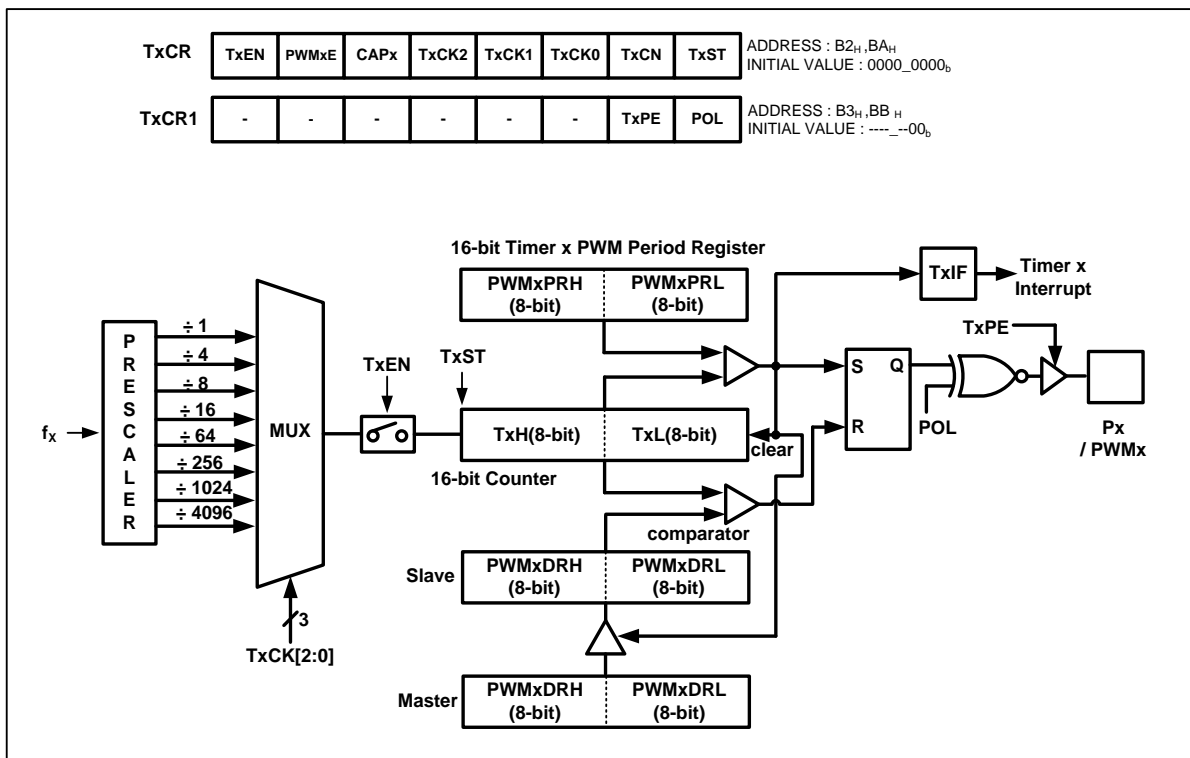 TxCR TxEN PWMxE CAPx TxCK2 TxCK1 TxCK0 TxCN TxST ADDRESS : B2H ,BAH
INITIAL VALUE : 0000_0000b
TxCR1 - - - - - - TxPE POL ADDRESS : B3H ,BB H
INITIAL VALUE : ----_--00b
16-bit Timer x PWM Period Register
PWMxPRH PWMxPRL
(8-bit) (8-bit)
TxIF
Timer x
Interrupt
TxPE
PRESCALER
fX
÷ 1
÷ 4
÷ 8
÷ 16
÷ 64
÷ 256
÷ 1024
÷ 4096
MUX
3
TxCK[2:0]
TxEN
TxST
TxH(8-bit) TxL(8-bit)
clear
16-bit Counter
comparator
S Q
R
POL
Px
/ PWMx
Slave PWMxDRH PWMxDRL
(8-bit) (8-bit)
Master PWMxDRH PWMxDRL
(8-bit) (8-bit)